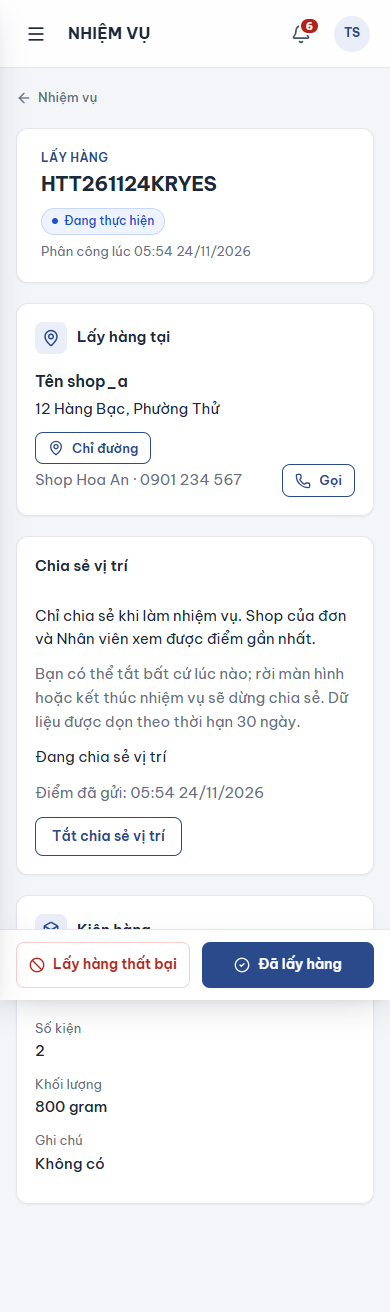 NHIỆM VỤ
6
TS
Nhiệm vụ
LẤY HÀNG
HTT261124KRYES
Đang thực hiện
Phân công lúc 05:54 24/11/2026
Lấy hàng tại
Tên shop_a
12 Hàng Bạc, Phường Thử
Chỉ đường
Shop Hoa An · 0901 234 567
Gọi
Chia sẻ vị trí
Chỉ chia sẻ khi làm nhiệm vụ. Shop của đơn
và Nhân viên xem được điểm gần nhất.
Bạn có thể tắt bất cứ lúc nào; rời màn hình
hoặc kết thúc nhiệm vụ sẽ dừng chia sẻ. Dữ
liệu được dọn theo thời hạn 30 ngày.
Đang chia sẻ vị trí
Điểm đã gửi: 05:54 24/11/2026
Tắt chia sẻ vị trí
Kiện hàng
Lấy hàng thất bại
Đã lấy hàng
Số kiện
2
Khối lượng
800 gram
Ghi chú
Không có